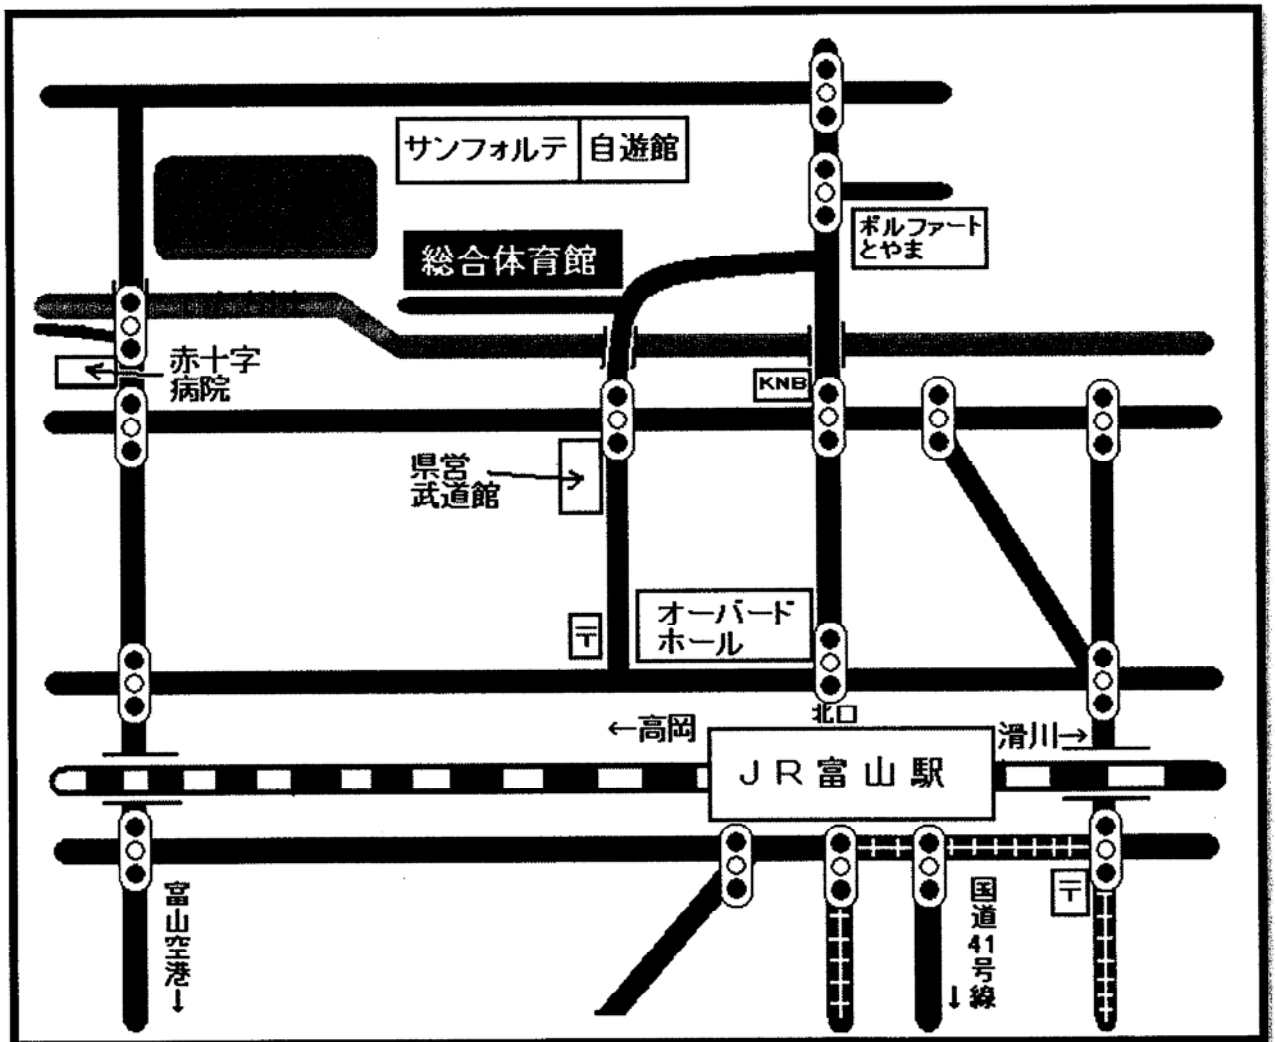 サンフォルテ
自遊館
ボルファート
とやま
総合体育館
赤十字
病院
KNB
県営
武道館
オーバード
ホール
〒
北口
←高岡
滑川→
JR富山駅
富山空港↓
国道41号線
↓
〒